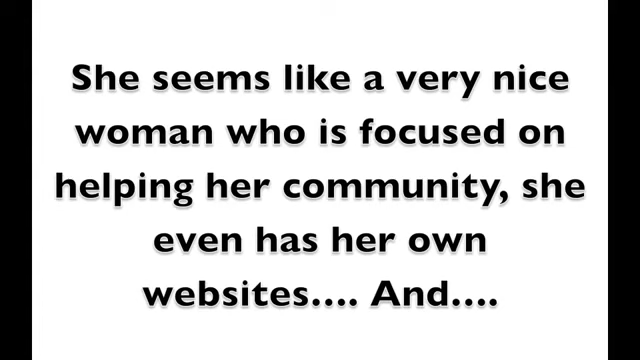 She seems like a very nice
woman who is focused on
helping her community, she
even has her own
websites…. And….